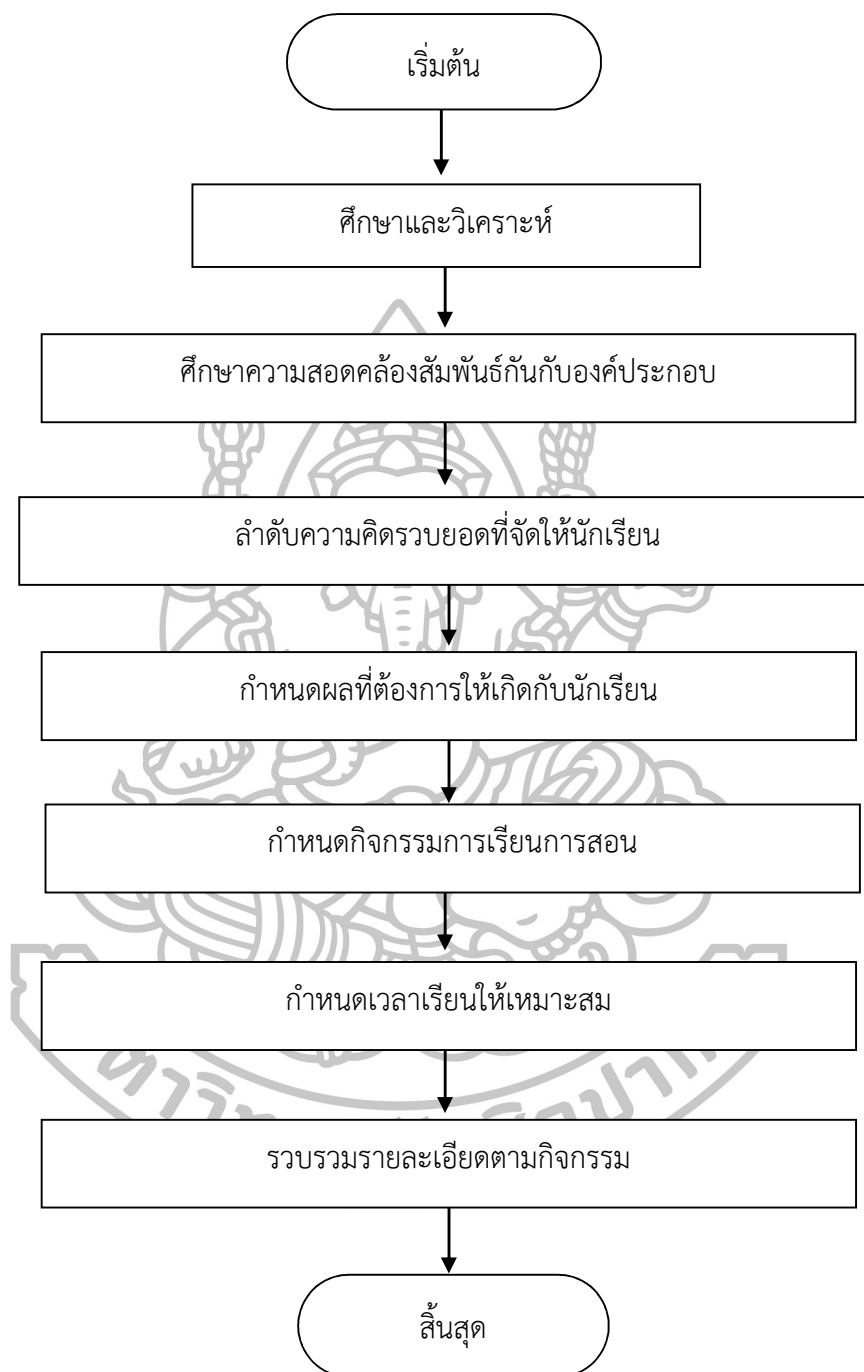 เริ่มต้น
ศึกษาและวิเคราะห์
ศึกษาความสอดคล้องสัมพันธ์กันกับองค์ประกอบ
ลำดับความคิดรวบยอดที่จัดให้นักเรียน
กำหนดผลที่ต้องการให้เกิดกับนักเรียน
กำหนดกิจกรรมการเรียนการสอน
กำหนดเวลาเรียนให้เหมาะสม
รวบรวมรายละเอียดตามกิจกรรม
สิ้นสุด